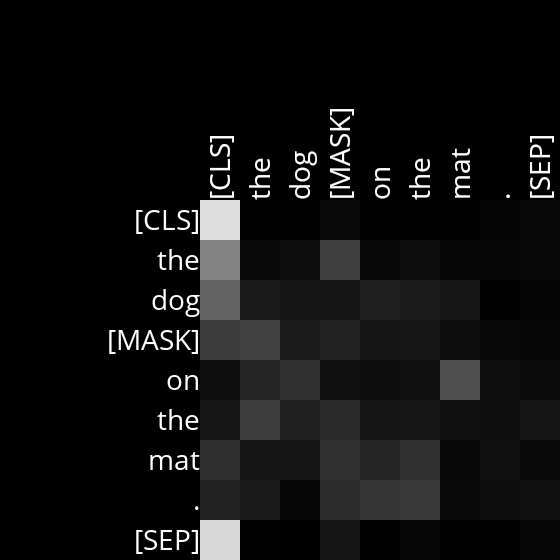 [CLS] the dog [MASK] on the mat . [SEP]
[CLS]
the
dog
[MASK]
on
the
mat
.
[SEP]